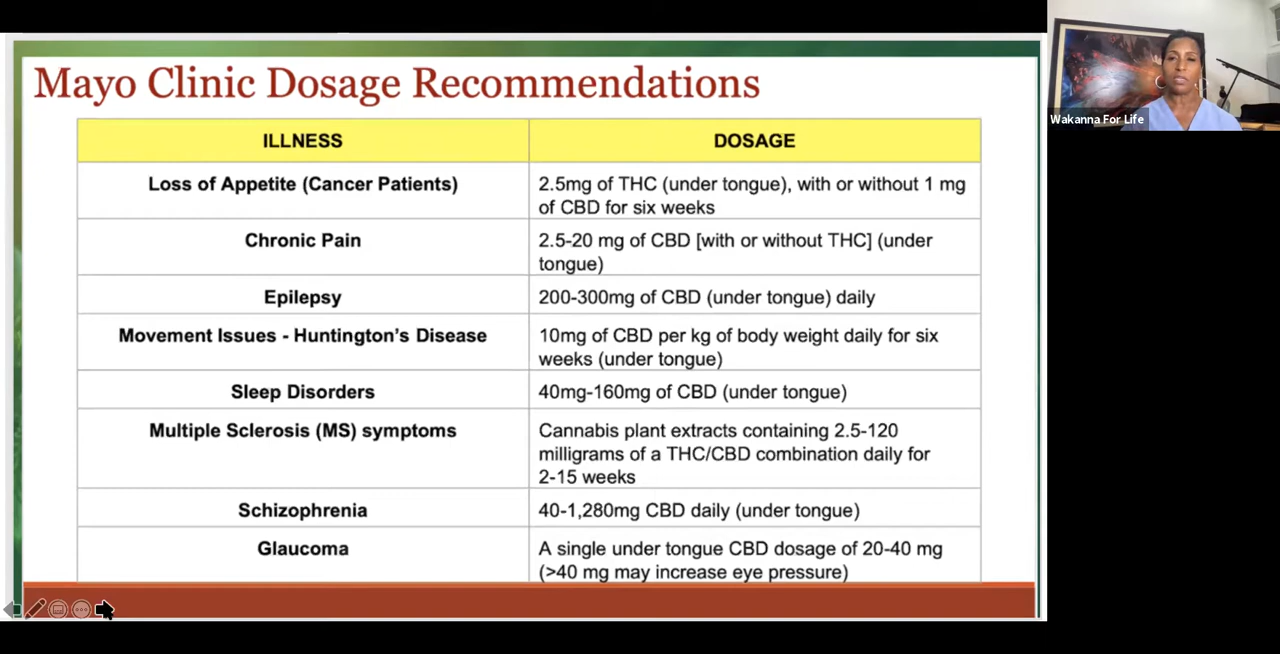 Mayo Clinic Dosage Recommendations
Wakanna For Life
ILLNESS
DOSAGE
Loss of Appetite (Cancer Patients)
2.5mg of THC (under tongue), with or without 1 mg
of CBD for six weeks
Chronic Pain
2.5-20 mg of CBD [with or without THC] (under
tongue)
Epilepsy
200-300mg of CBD (under tongue) daily
Movement Issues - Huntington's Disease
10mg of CBD per kg of body weight daily for six
weeks (under tongue)
Sleep Disorders
40mg-160mg of CBD (under tongue)
Multiple Sclerosis (MS) symptoms
Cannabis plant extracts containing 2.5-120
milligrams of a THC/CBD combination daily for
2-15 weeks
Schizophrenia
40-1,280mg CBD daily (under tongue)
Glaucoma
A single under tongue CBD dosage of 20-40 mg
(>40 mg may increase eye pressure)